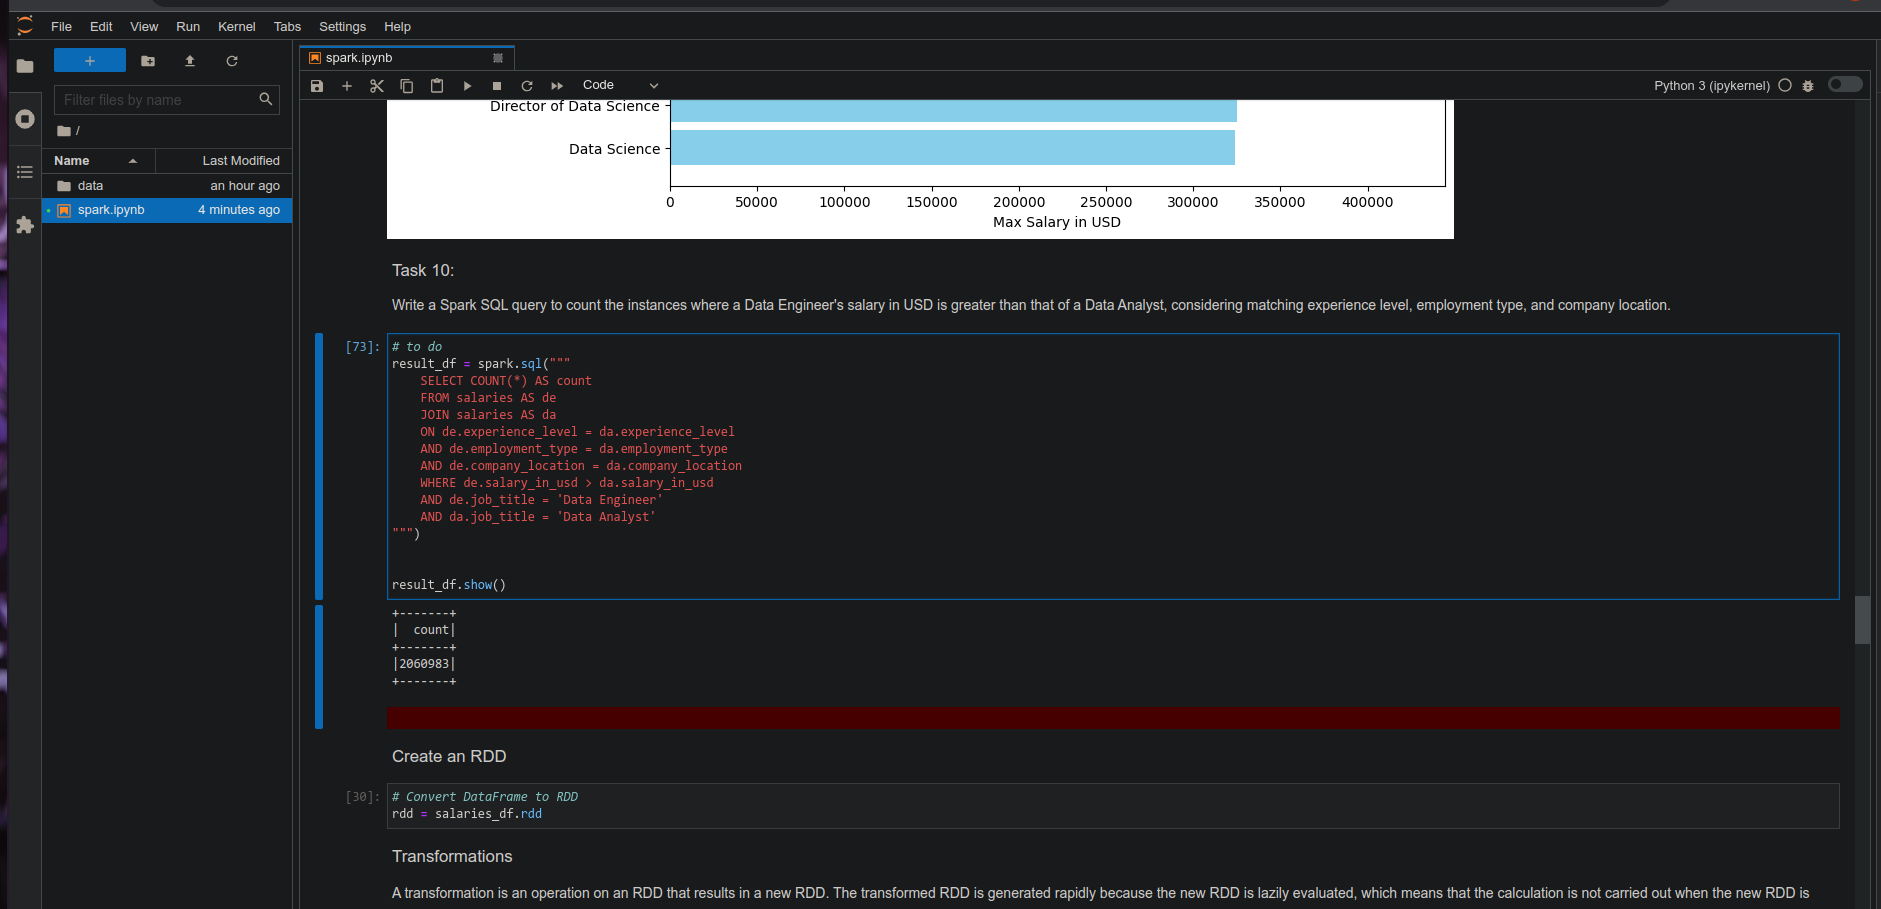 File Edit View Run Kernel Tabs Settings Help
spark.ipynb
Filter files by name
/
Name Last Modified
data an hour ago
spark.ipynb 4 minutes ago
Code
Python 3 (ipykernel)
Director of Data Science
Data Science
0 50000 100000 150000 200000 250000 300000 350000 400000
Max Salary in USD
Task 10:
Write a Spark SQL query to count the instances where a Data Engineer's salary in USD is greater than that of a Data Analyst, considering matching experience level, employment type, and company location.
[73]:
# to do
result_df = spark.sql("""
    SELECT COUNT(*) AS count
    FROM salaries AS de
    JOIN salaries AS da
    ON de.experience_level = da.experience_level
    AND de.employment_type = da.employment_type
    AND de.company_location = da.company_location
    WHERE de.salary_in_usd > da.salary_in_usd
    AND de.job_title = 'Data Engineer'
    AND da.job_title = 'Data Analyst'
""")
result_df.show()
+-------+
|  count|
+-------+
|2060983|
+-------+
Create an RDD
[30]:
# Convert DataFrame to RDD
rdd = salaries_df.rdd
Transformations
A transformation is an operation on an RDD that results in a new RDD. The transformed RDD is generated rapidly because the new RDD is lazily evaluated, which means that the calculation is not carried out when the new RDD is